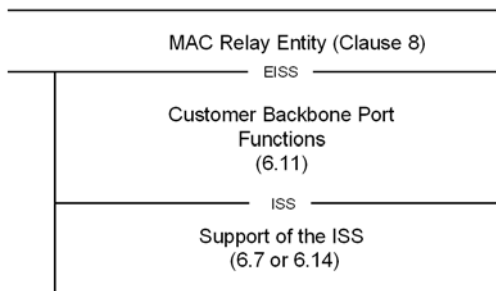 MAC Relay Entity (Clause 8)
EISS
Customer Backbone Port
Functions
(6.11)
ISS
Support of the ISS
(6.7 or 6.14)